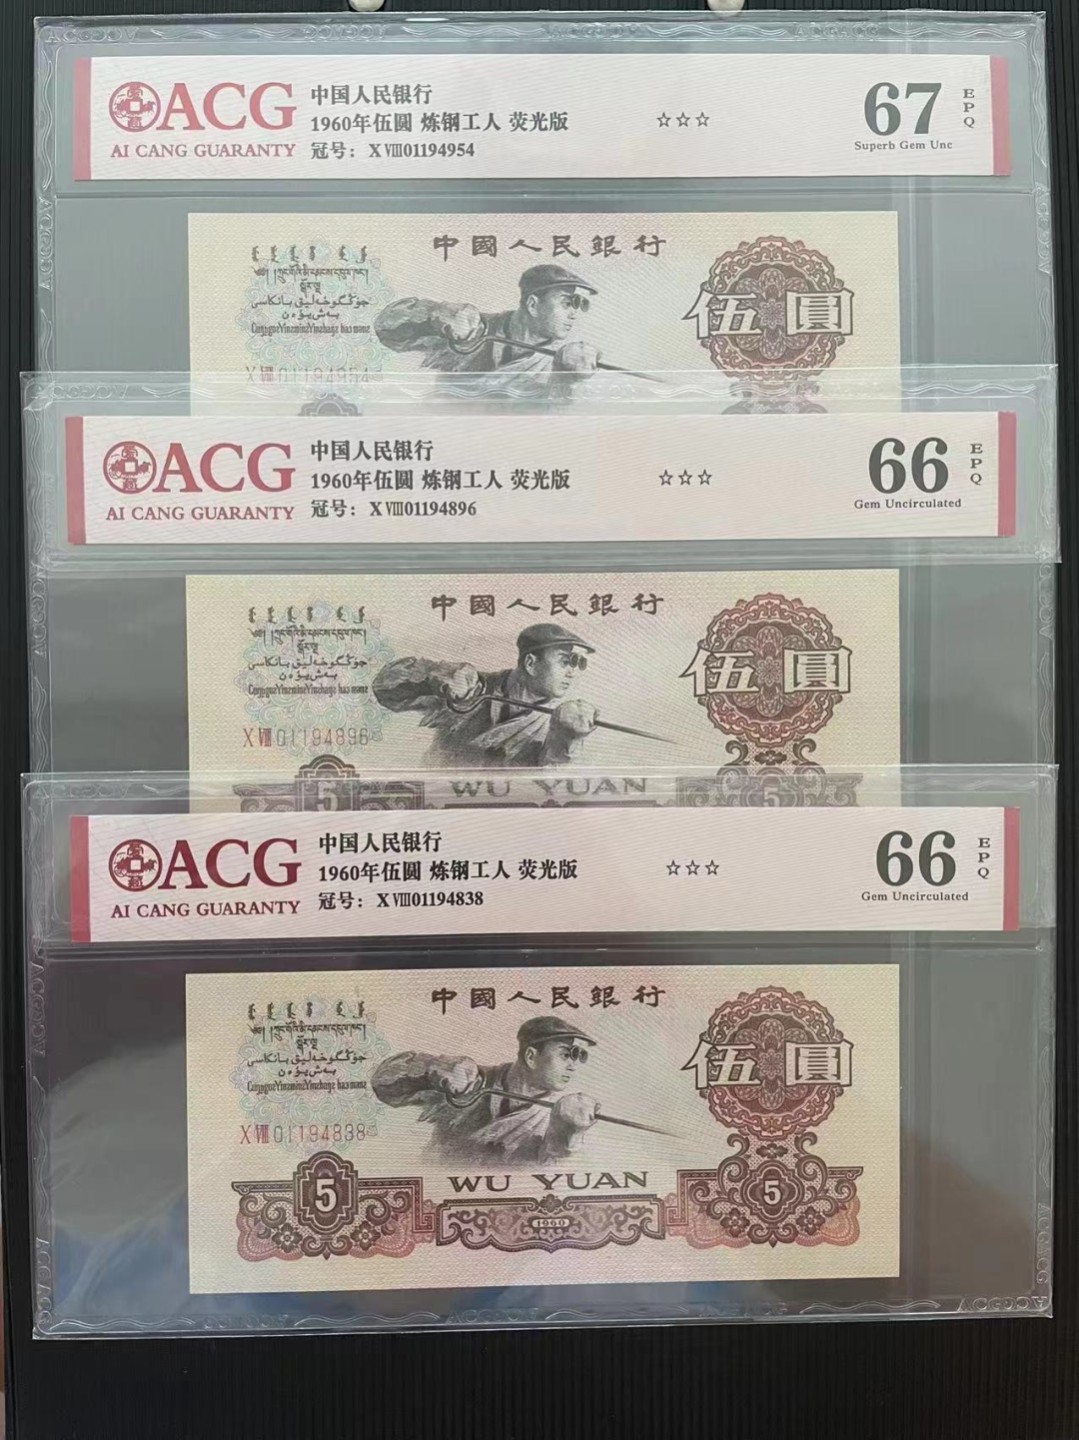 ACG
AI CANG GUARANTY
中国人民银行
1960年伍圆 炼钢工人 荧光版
冠号：XⅧ01194954
☆☆☆
67 EPQ
Superb Gem Unc
中國人民銀行
伍圓
CungguzYinzminzYinzhangz haj maenz
XⅧ01194954
ACG
AI CANG GUARANTY
中国人民银行
1960年伍圆 炼钢工人 荧光版
冠号：XⅧ01194896
☆☆☆
66 EPQ
Gem Uncirculated
中國人民銀行
伍圓
XⅧ01194896
5
WU YUAN
5
ACG
AI CANG GUARANTY
中国人民银行
1960年伍圆 炼钢工人 荧光版
冠号：XⅧ01194838
☆☆☆
66 EPQ
Gem Uncirculated
中國人民銀行
伍圓
XⅧ01194838
WU YUAN
5
1960
5